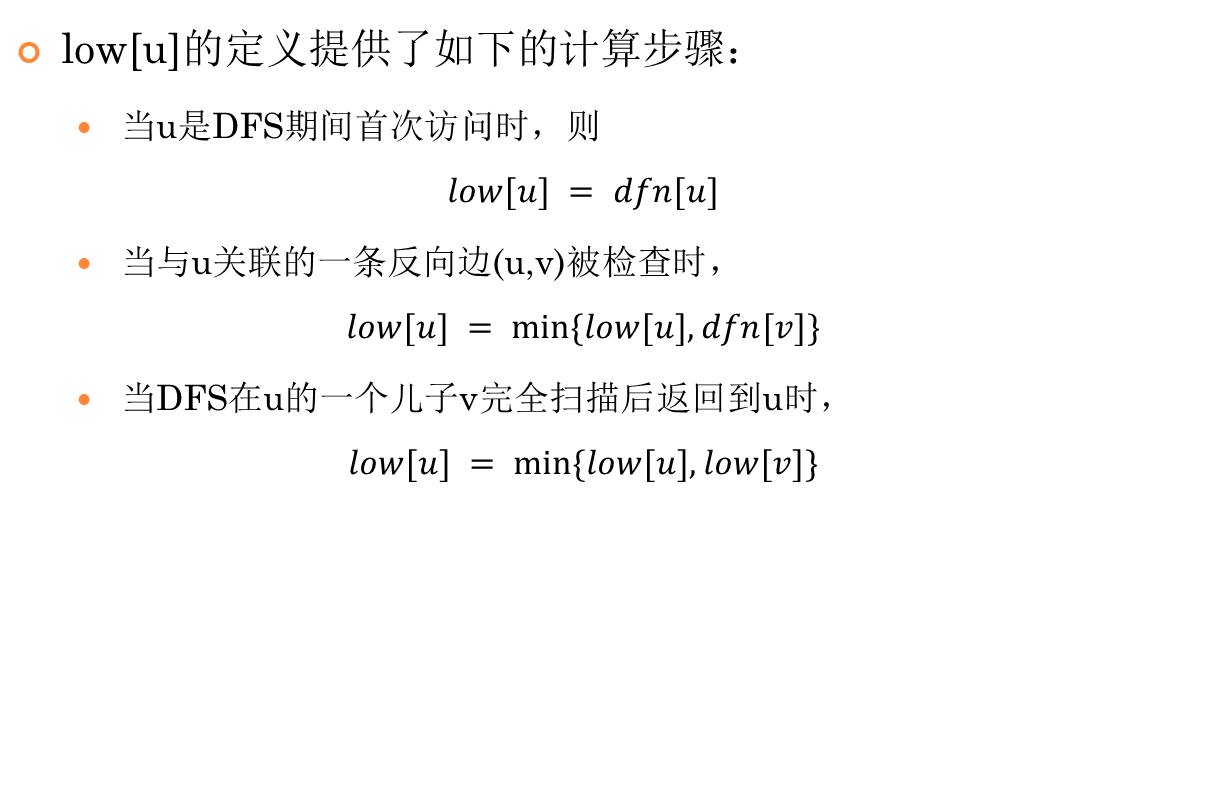 low[u]的定义提供了如下的计算步骤：
当u是DFS期间首次访问时，则
low[u] = dfn[u]
当与u关联的一条反向边(u,v)被检查时，
low[u] = min{low[u], dfn[v]}
当DFS在u的一个儿子v完全扫描后返回到u时，
low[u] = min{low[u], low[v]}